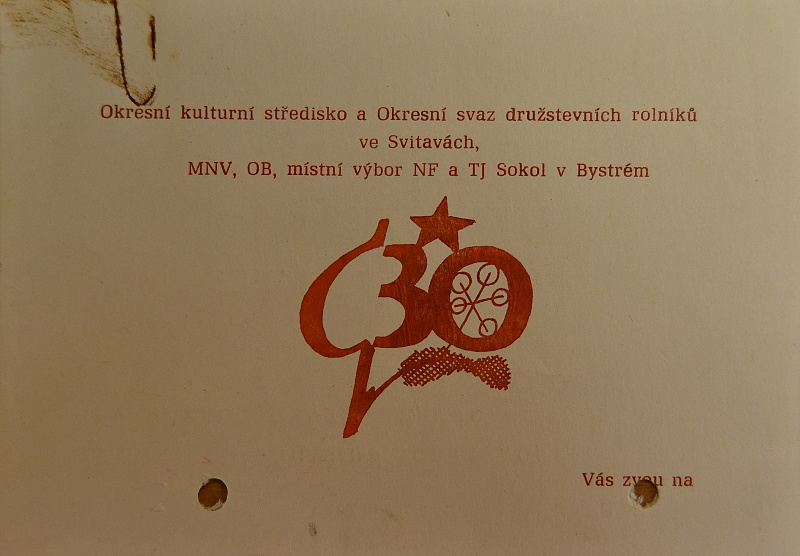 Okresní kulturní středisko a Okresní svaz družstevních rolníků
ve Svitavách,
MNV, OB, místní výbor NF a TJ Sokol v Bystrém
30
Vás zvou na